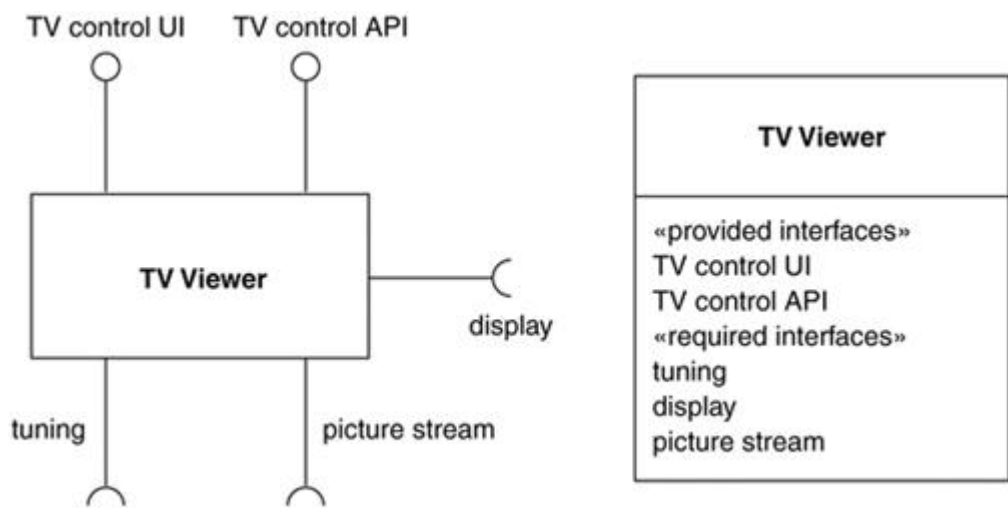 TV control UI
TV control API
TV Viewer
display
tuning
picture stream
TV Viewer
«provided interfaces»
TV control UI
TV control API
«required interfaces»
tuning
display
picture stream